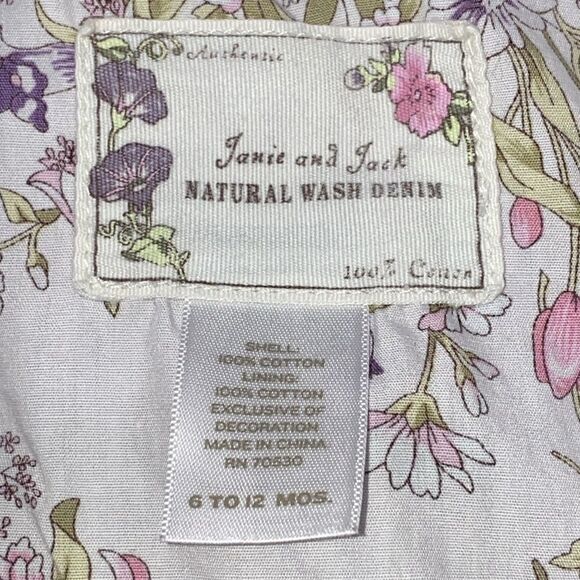 Authentic
Janie and Jack
NATURAL WASH DENIM
100% Cotton
SHELL:
100% COTTON
LINING:
100% COTTON
EXCLUSIVE OF
DECORATION
MADE IN CHINA
RN 70530
6 TO 12 MOS.